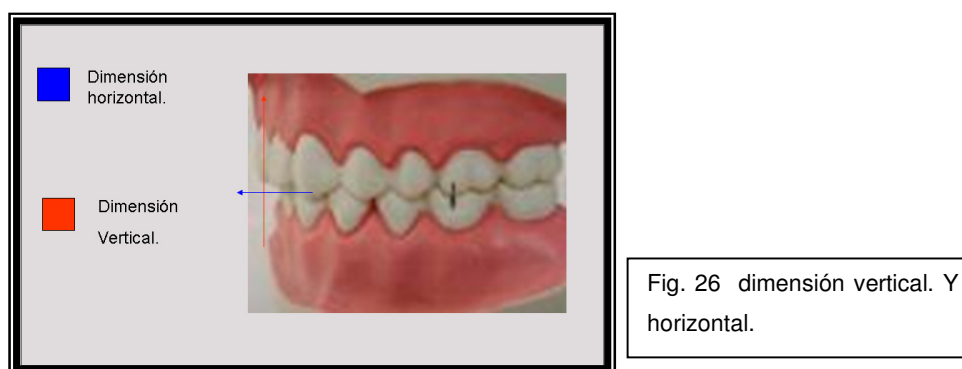 Dimensión
horizontal.
Dimensión
Vertical.
Fig. 26 dimensión vertical. Y
horizontal.